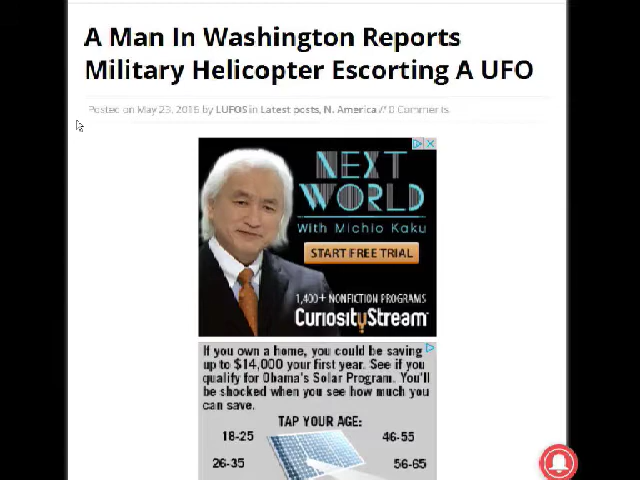 A Man In Washington Reports
Military Helicopter Escorting A UFO
Posted on May 23, 2016 by LUFOS in Latest posts, N. America // 0 Comments
NEXT
WORLD
With Michio Kaku
START FREE TRIAL
1,400+ NONFICTION PROGRAMS
CuriosityStream
If you own a home, you could be saving
up to $14,000 your first year. See if you
qualify for Obama's Solar Program. You'll
be shocked when you see how much you
can save.
TAP YOUR AGE:
18-25 46-55
26-35 56-65